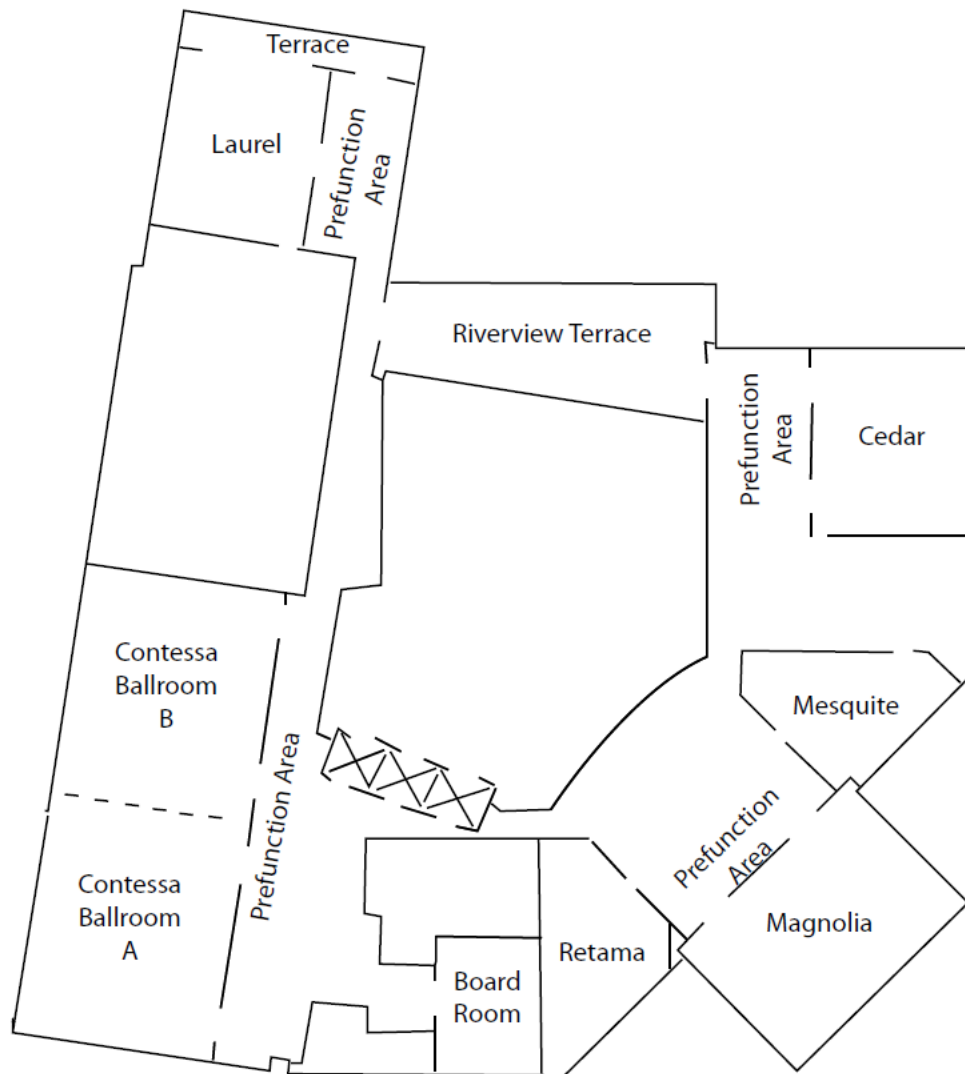 Terrace
Laurel
Prefunction
Area
Riverview Terrace
Prefunction
Area
Cedar
Contessa
Ballroom
B
Mesquite
Prefunction Area
Prefunction
Area
Contessa
Ballroom
A
Magnolia
Retama
Board
Room